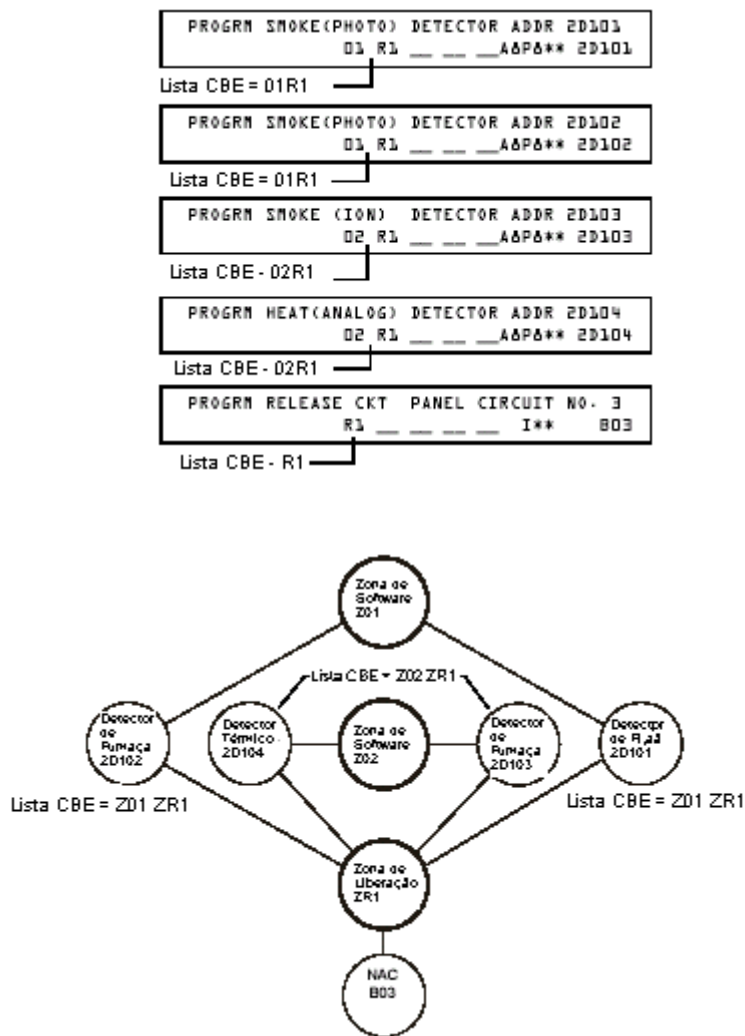 PROGRM SMOKE(PHOTO) DETECTOR ADDR 2D101
01 R1 __ __ __A8P8** 2D101
Lista CBE = 01R1
PROGRM SMOKE(PHOTO) DETECTOR ADDR 2D102
01 R1 __ __ __A8P8** 2D102
Lista CBE = 01R1
PROGRM SMOKE (ION) DETECTOR ADDR 2D103
02 R1 __ __ __A8P8** 2D103
Lista CBE - 02R1
PROGRM HEAT(ANALOG) DETECTOR ADDR 2D104
02 R1 __ __ __A8P8** 2D104
Lista CBE - 02R1
PROGRM RELEASE CKT PANEL CIRCUIT NO. 3
R1 __ __ __ __ I** B03
Lista CBE - R1
Zona de
Software
Z01
Lista CBE = Z02 ZR1
Detector
de
Fumaça
2D102
Detector
Térmico
2D104
Zona de
Software
Z02
Detector
de
Fumaça
2D103
Detectpr
de
2D101
Lista CBE = Z01 ZR1
Lista CBE = Z01 ZR1
Zona de
Liberação
ZR1
NAC
B03